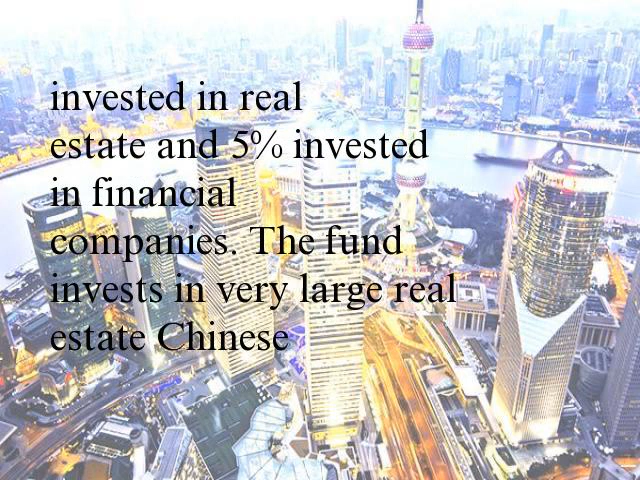 invested in real
estate and 5% invested
in financial
companies. The fund
invests in very large real
estate Chinese